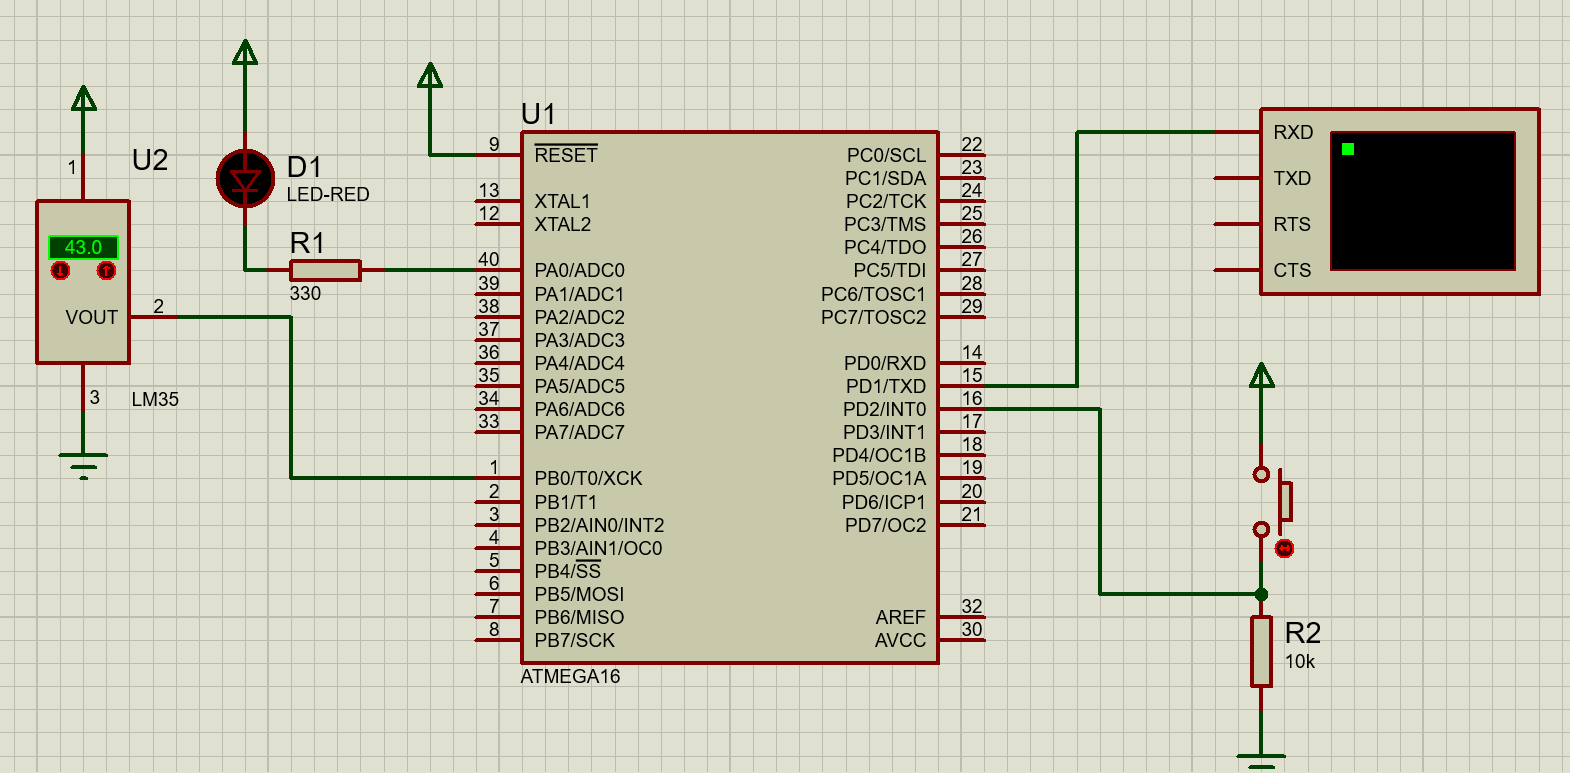 U2
1
43.0
VOUT
2
3
LM35
D1
LED-RED
R1
330
U1
9
RESET
13
XTAL1
12
XTAL2
40
PA0/ADC0
39
PA1/ADC1
38
PA2/ADC2
37
PA3/ADC3
36
PA4/ADC4
35
PA5/ADC5
34
PA6/ADC6
33
PA7/ADC7
1
PB0/T0/XCK
2
PB1/T1
3
PB2/AIN0/INT2
4
PB3/AIN1/OC0
5
PB4/SS
6
PB5/MOSI
7
PB6/MISO
8
PB7/SCK
22
PC0/SCL
23
PC1/SDA
24
PC2/TCK
25
PC3/TMS
26
PC4/TDO
27
PC5/TDI
28
PC6/TOSC1
29
PC7/TOSC2
14
PD0/RXD
15
PD1/TXD
16
PD2/INT0
17
PD3/INT1
18
PD4/OC1B
19
PD5/OC1A
20
PD6/ICP1
21
PD7/OC2
32
AREF
30
AVCC
ATMEGA16
RXD
TXD
RTS
CTS
R2
10k